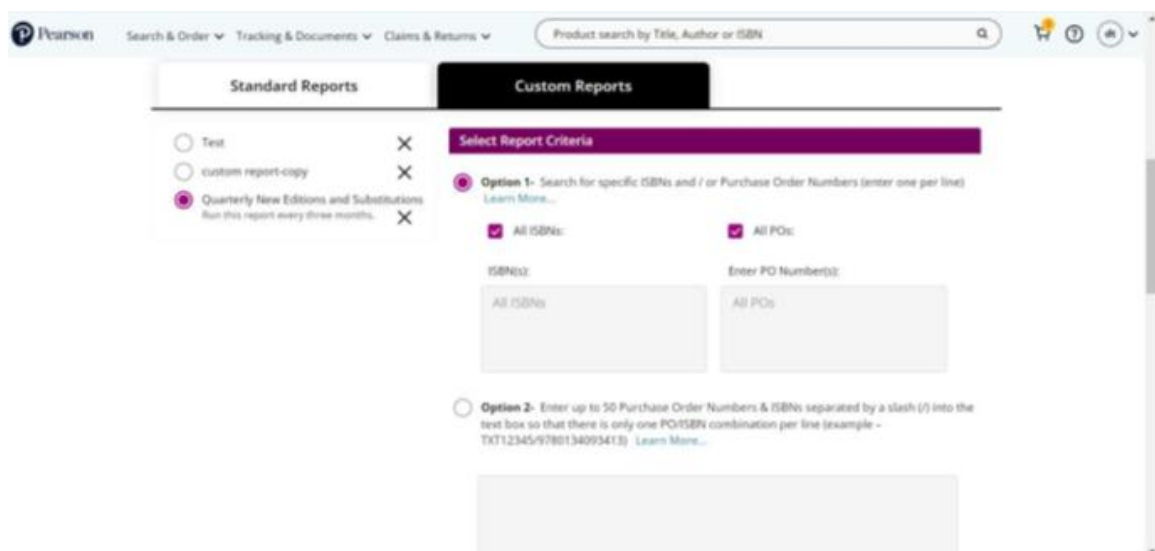 Pearson
Search & Order Tracking & Documents Claims & Returns
Product search by Title, Author or ISBN
Standard Reports
Custom Reports
Test
custom report-copy
Quarterly New Editions and Substitutions
Run this report every three months.
Select Report Criteria
Option 1- Search for specific ISBNs and / or Purchase Order Numbers (enter one per line)
Learn More...
All ISBNs:
All POs:
ISBN(s):
Enter PO Number(s):
All ISBNs
All POs
Option 2- Enter up to 50 Purchase Order Numbers & ISBNs separated by a slash (/) into the
text box so that there is only one PO/ISBN combination per line (example –
TXT12345/9780134093413) Learn More...